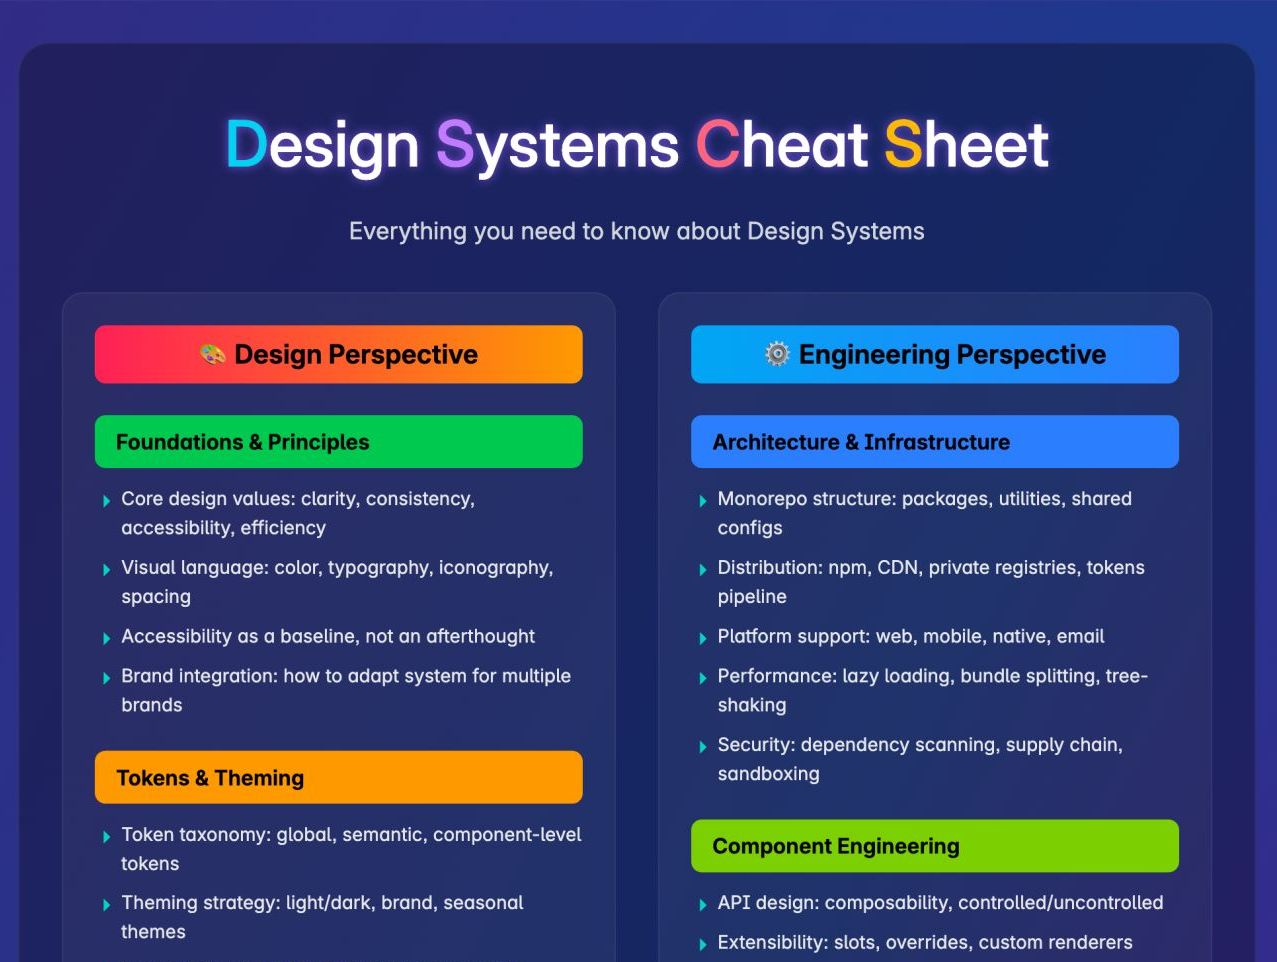 Design Systems Cheat Sheet
Everything you need to know about Design Systems
🎨 Design Perspective
Foundations & Principles
Core design values: clarity, consistency,
accessibility, efficiency
Visual language: color, typography, iconography,
spacing
Accessibility as a baseline, not an afterthought
Brand integration: how to adapt system for multiple
brands
Tokens & Theming
Token taxonomy: global, semantic, component-level
tokens
Theming strategy: light/dark, brand, seasonal
themes
⚙️ Engineering Perspective
Architecture & Infrastructure
Monorepo structure: packages, utilities, shared
configs
Distribution: npm, CDN, private registries, tokens
pipeline
Platform support: web, mobile, native, email
Performance: lazy loading, bundle splitting, tree-
shaking
Security: dependency scanning, supply chain,
sandboxing
Component Engineering
API design: composability, controlled/uncontrolled
Extensibility: slots, overrides, custom renderers